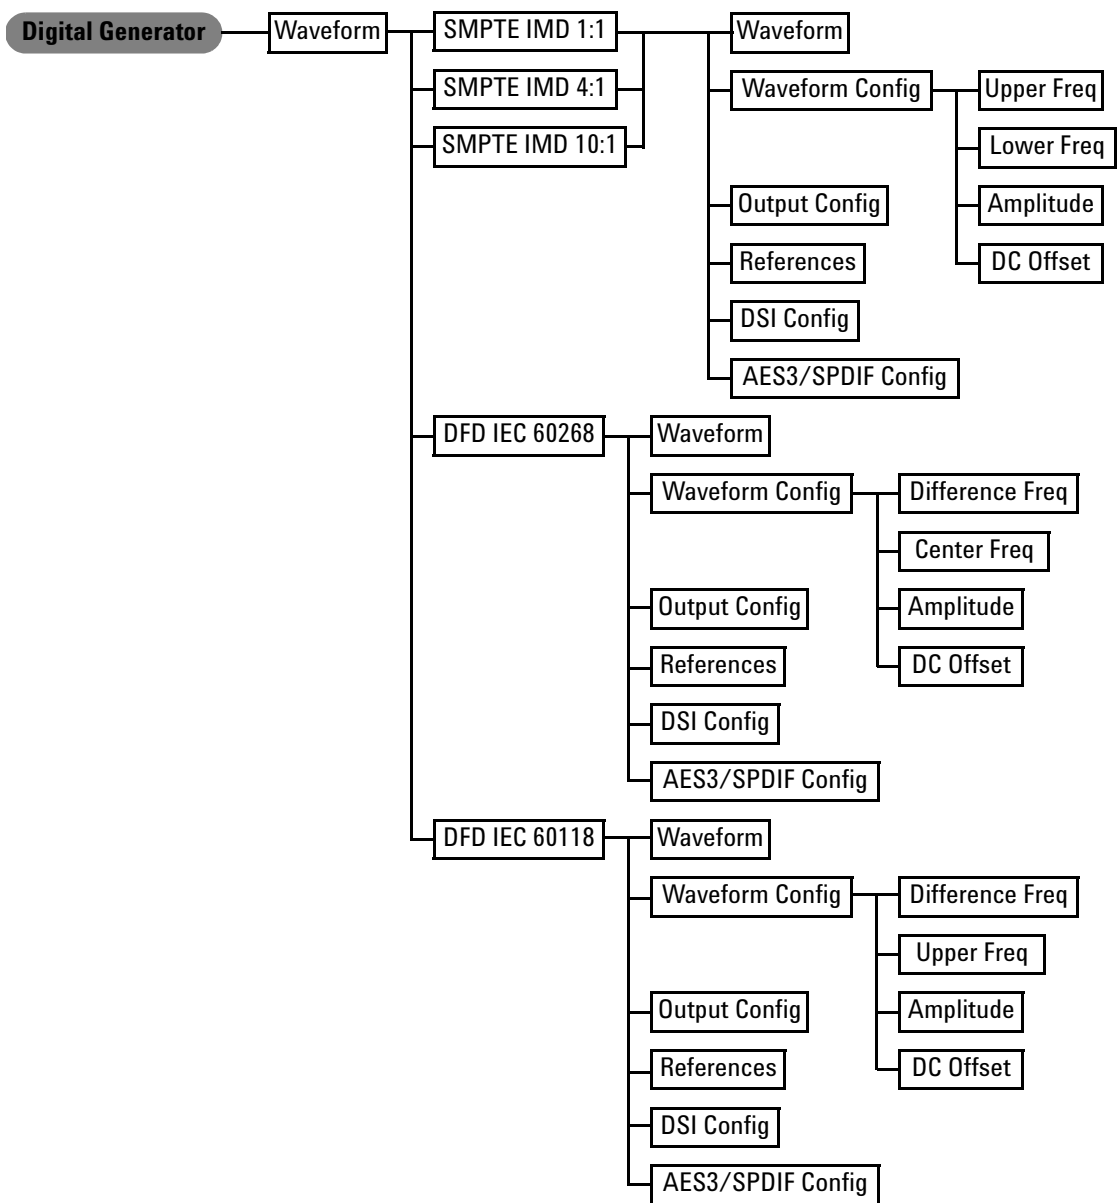 Digital Generator
Waveform
SMPTE IMD 1:1
Waveform
SMPTE IMD 4:1
Waveform Config
Upper Freq
SMPTE IMD 10:1
Lower Freq
Output Config
Amplitude
References
DC Offset
DSI Config
AES3/SPDIF Config
DFD IEC 60268
Waveform
Waveform Config
Difference Freq
Center Freq
Output Config
Amplitude
References
DC Offset
DSI Config
AES3/SPDIF Config
DFD IEC 60118
Waveform
Waveform Config
Difference Freq
Upper Freq
Output Config
Amplitude
References
DC Offset
DSI Config
AES3/SPDIF Config